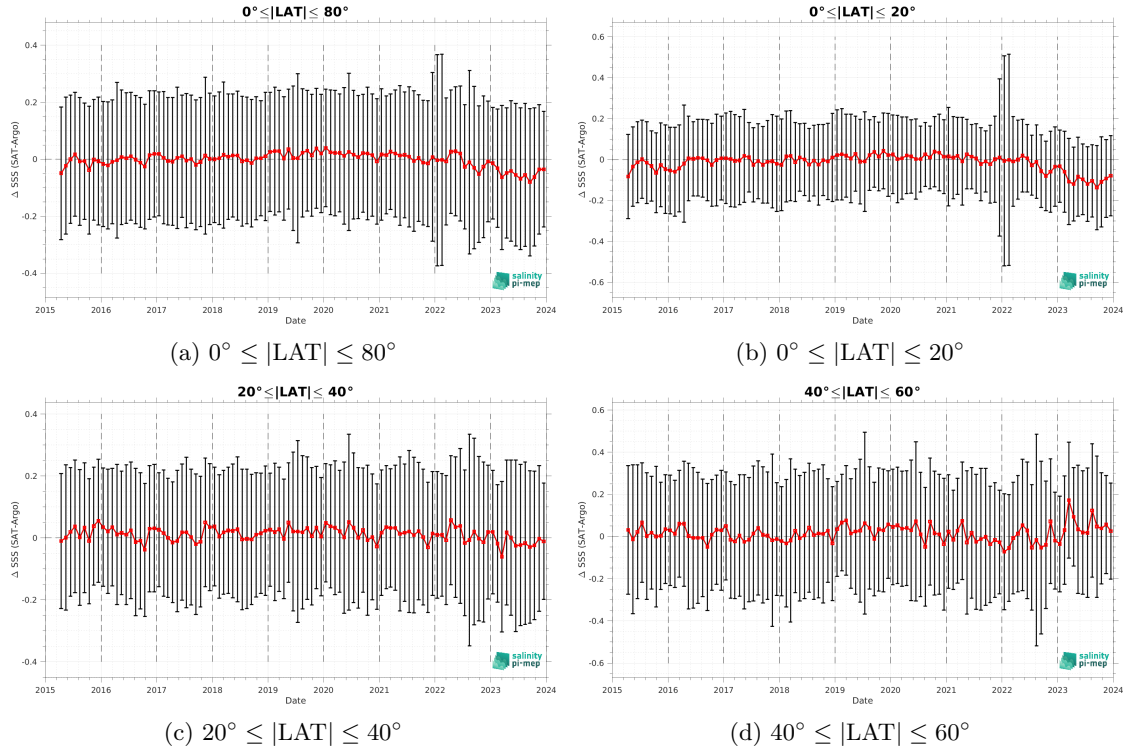 0°≤|LAT|≤ 80°
Δ SSS (SAT-Argo)
0.4
0.2
0
-0.2
-0.4
2015 2016 2017 2018 2019 2020 2021 2022 2023 2024
Date
salinity
pi-mep
(a) 0° ≤ |LAT| ≤ 80°
0°≤|LAT|≤ 20°
Δ SSS (SAT-Argo)
0.6
0.4
0.2
0
-0.2
-0.4
-0.6
2015 2016 2017 2018 2019 2020 2021 2022 2023 2024
Date
salinity
pi-mep
(b) 0° ≤ |LAT| ≤ 20°
20°≤|LAT|≤ 40°
Δ SSS (SAT-Argo)
0.4
0.2
0
-0.2
-0.4
2015 2016 2017 2018 2019 2020 2021 2022 2023 2024
Date
salinity
pi-mep
(c) 20° ≤ |LAT| ≤ 40°
40°≤|LAT|≤ 60°
Δ SSS (SAT-Argo)
0.6
0.4
0.2
0
-0.2
-0.4
-0.6
2015 2016 2017 2018 2019 2020 2021 2022 2023 2024
Date
salinity
pi-mep
(d) 40° ≤ |LAT| ≤ 60°